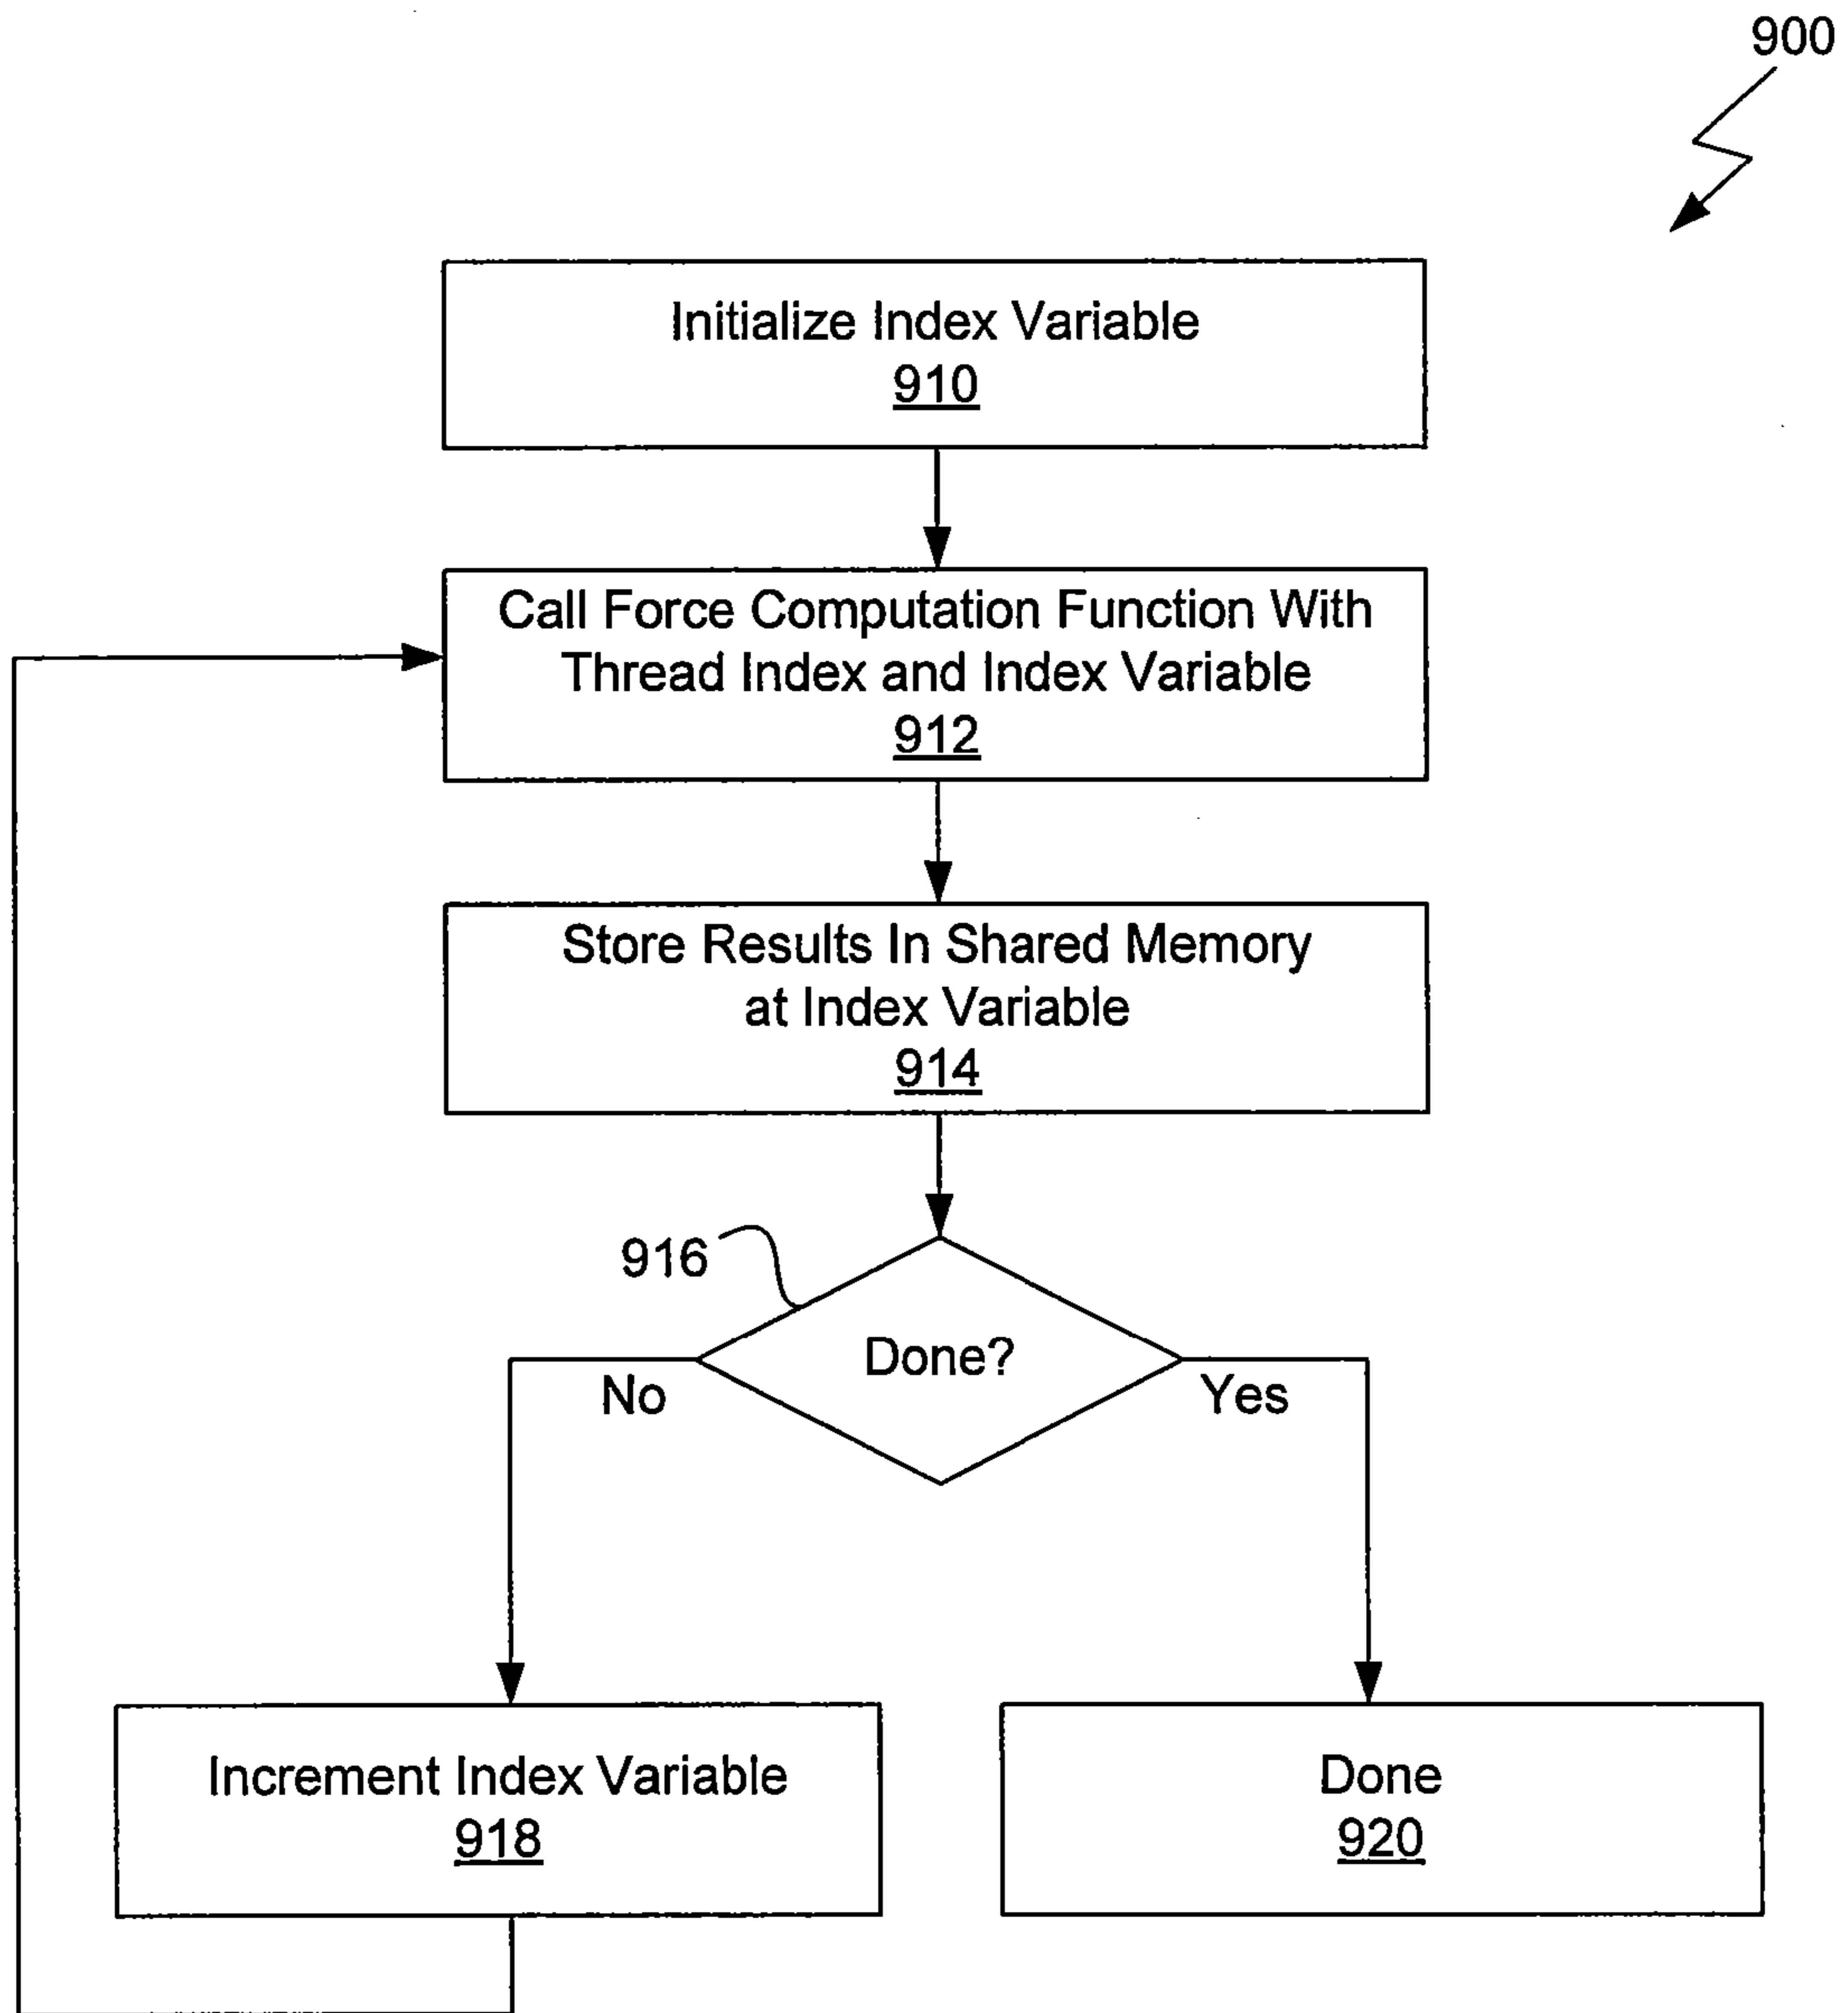 900
Initialize Index Variable
910
Call Force Computation Function With
Thread Index and Index Variable
912
Store Results In Shared Memory
at Index Variable
914
916
Done?
No
Yes
Increment Index Variable
918
Done
920